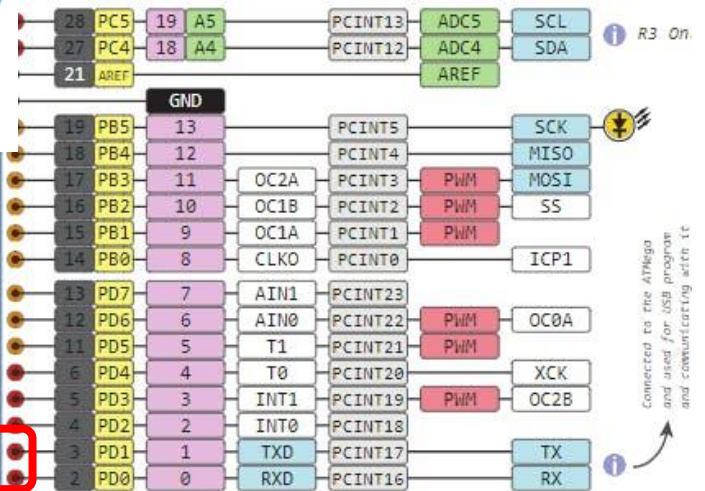 28 PC5 19 A5 PCINT13 ADC5 SCL
27 PC4 18 A4 PCINT12 ADC4 SDA
R3 On
21 AREF AREF
GND
19 PB5 13 PCINT5 SCK
18 PB4 12 PCINT4 MISO
17 PB3 11 OC2A PCINT3 PWM MOSI
16 PB2 10 OC1B PCINT2 PWM SS
15 PB1 9 OC1A PCINT1 PWM
14 PB0 8 CLKO PCINT0 ICP1
13 PD7 7 AIN1 PCINT23
12 PD6 6 AIN0 PCINT22 PWM OC0A
11 PD5 5 T1 PCINT21 PWM
6 PD4 4 T0 PCINT20 XCK
5 PD3 3 INT1 PCINT19 PWM OC2B
4 PD2 2 INT0 PCINT18
3 PD1 1 TXD PCINT17 TX
2 PD0 0 RXD PCINT16 RX
Connected to the ATMega
and used for USB program
and communicating with it